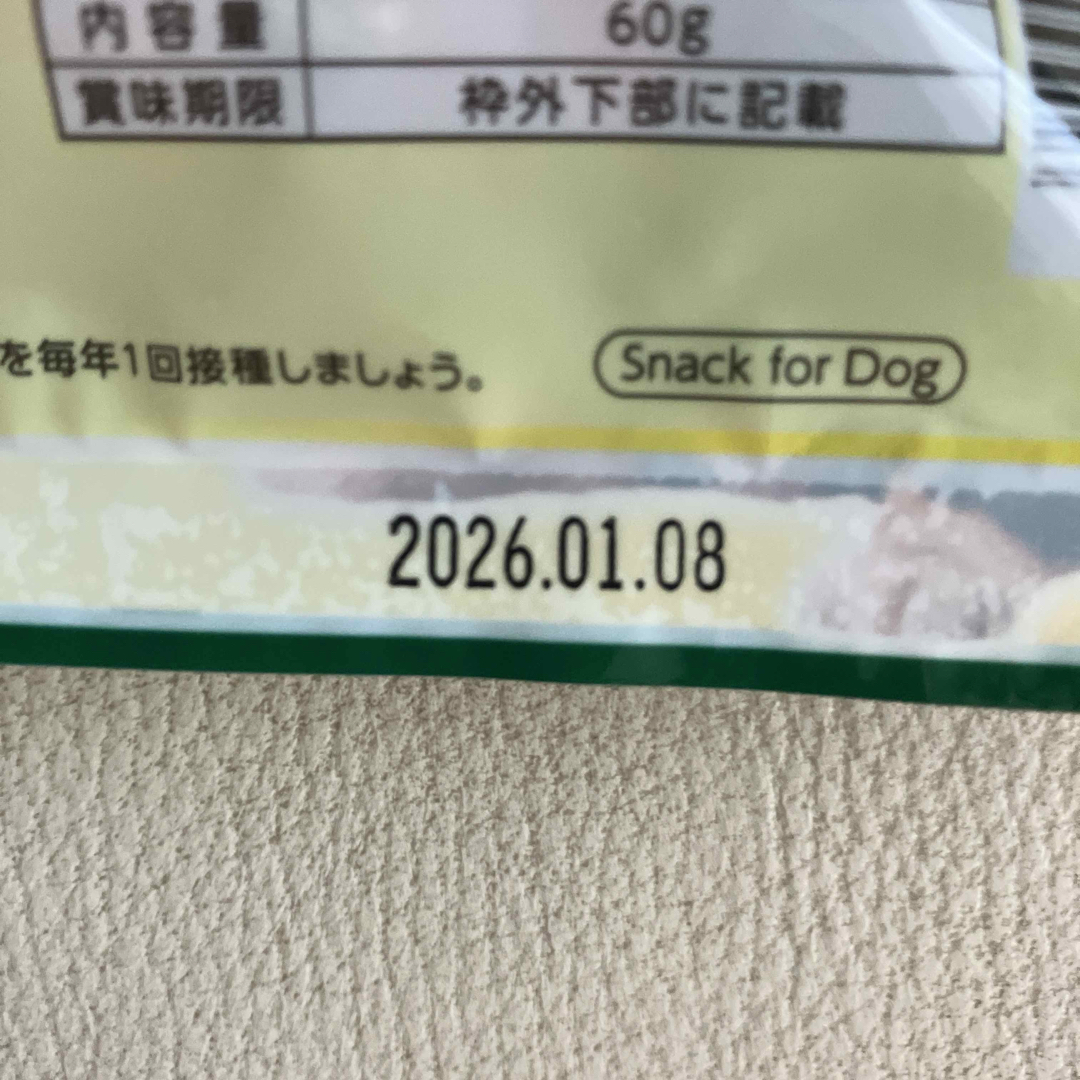 内容量 60g
賞味期限 枠外下部に記載
を毎年1回接種しましょう。
Snack for Dog
2026.01.08